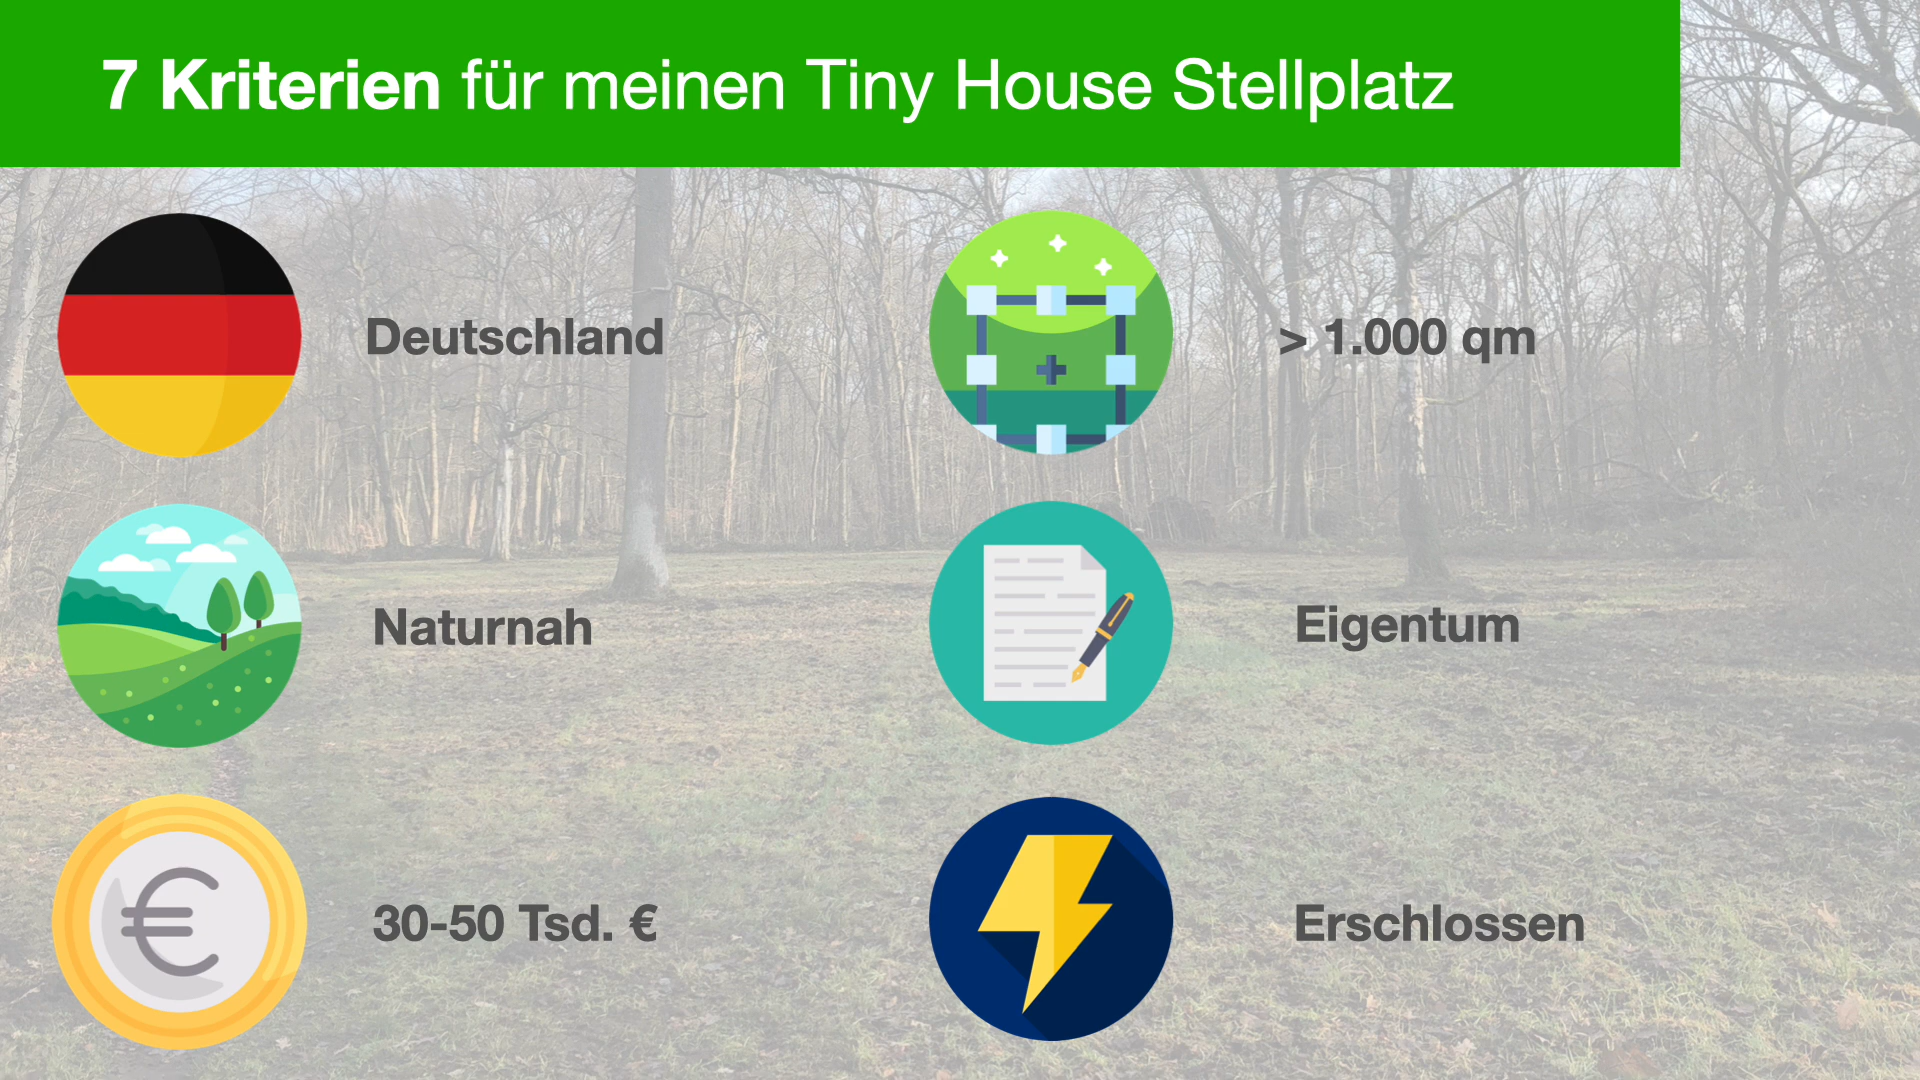 7 Kriterien für meinen Tiny House Stellplatz
Deutschland
> 1.000 qm
Naturnah
Eigentum
30-50 Tsd. €
Erschlossen